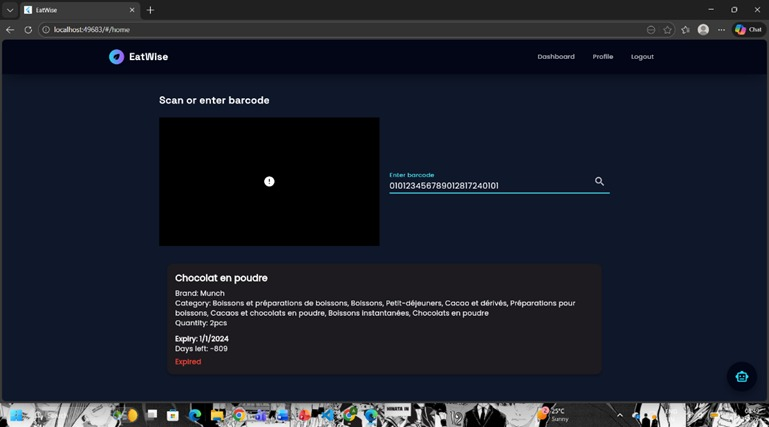 EatWise
localhost:49683/#/home
Chat
EatWise
Dashboard Profile Logout
Scan or enter barcode
Enter barcode
010123456789012817240101
Chocolat en poudre
Brand: Munch
Category: Boissons et préparations de boissons, Boissons, Petit-déjeuners, Cacao et dérivés, Préparations pour
boissons, Cacaos et chocolats en poudre, Boissons instantanées, Chocolats en poudre
Quantity: 2pcs
Expiry: 1/1/2024
Days left: -809
Expired
25°C
Sunny